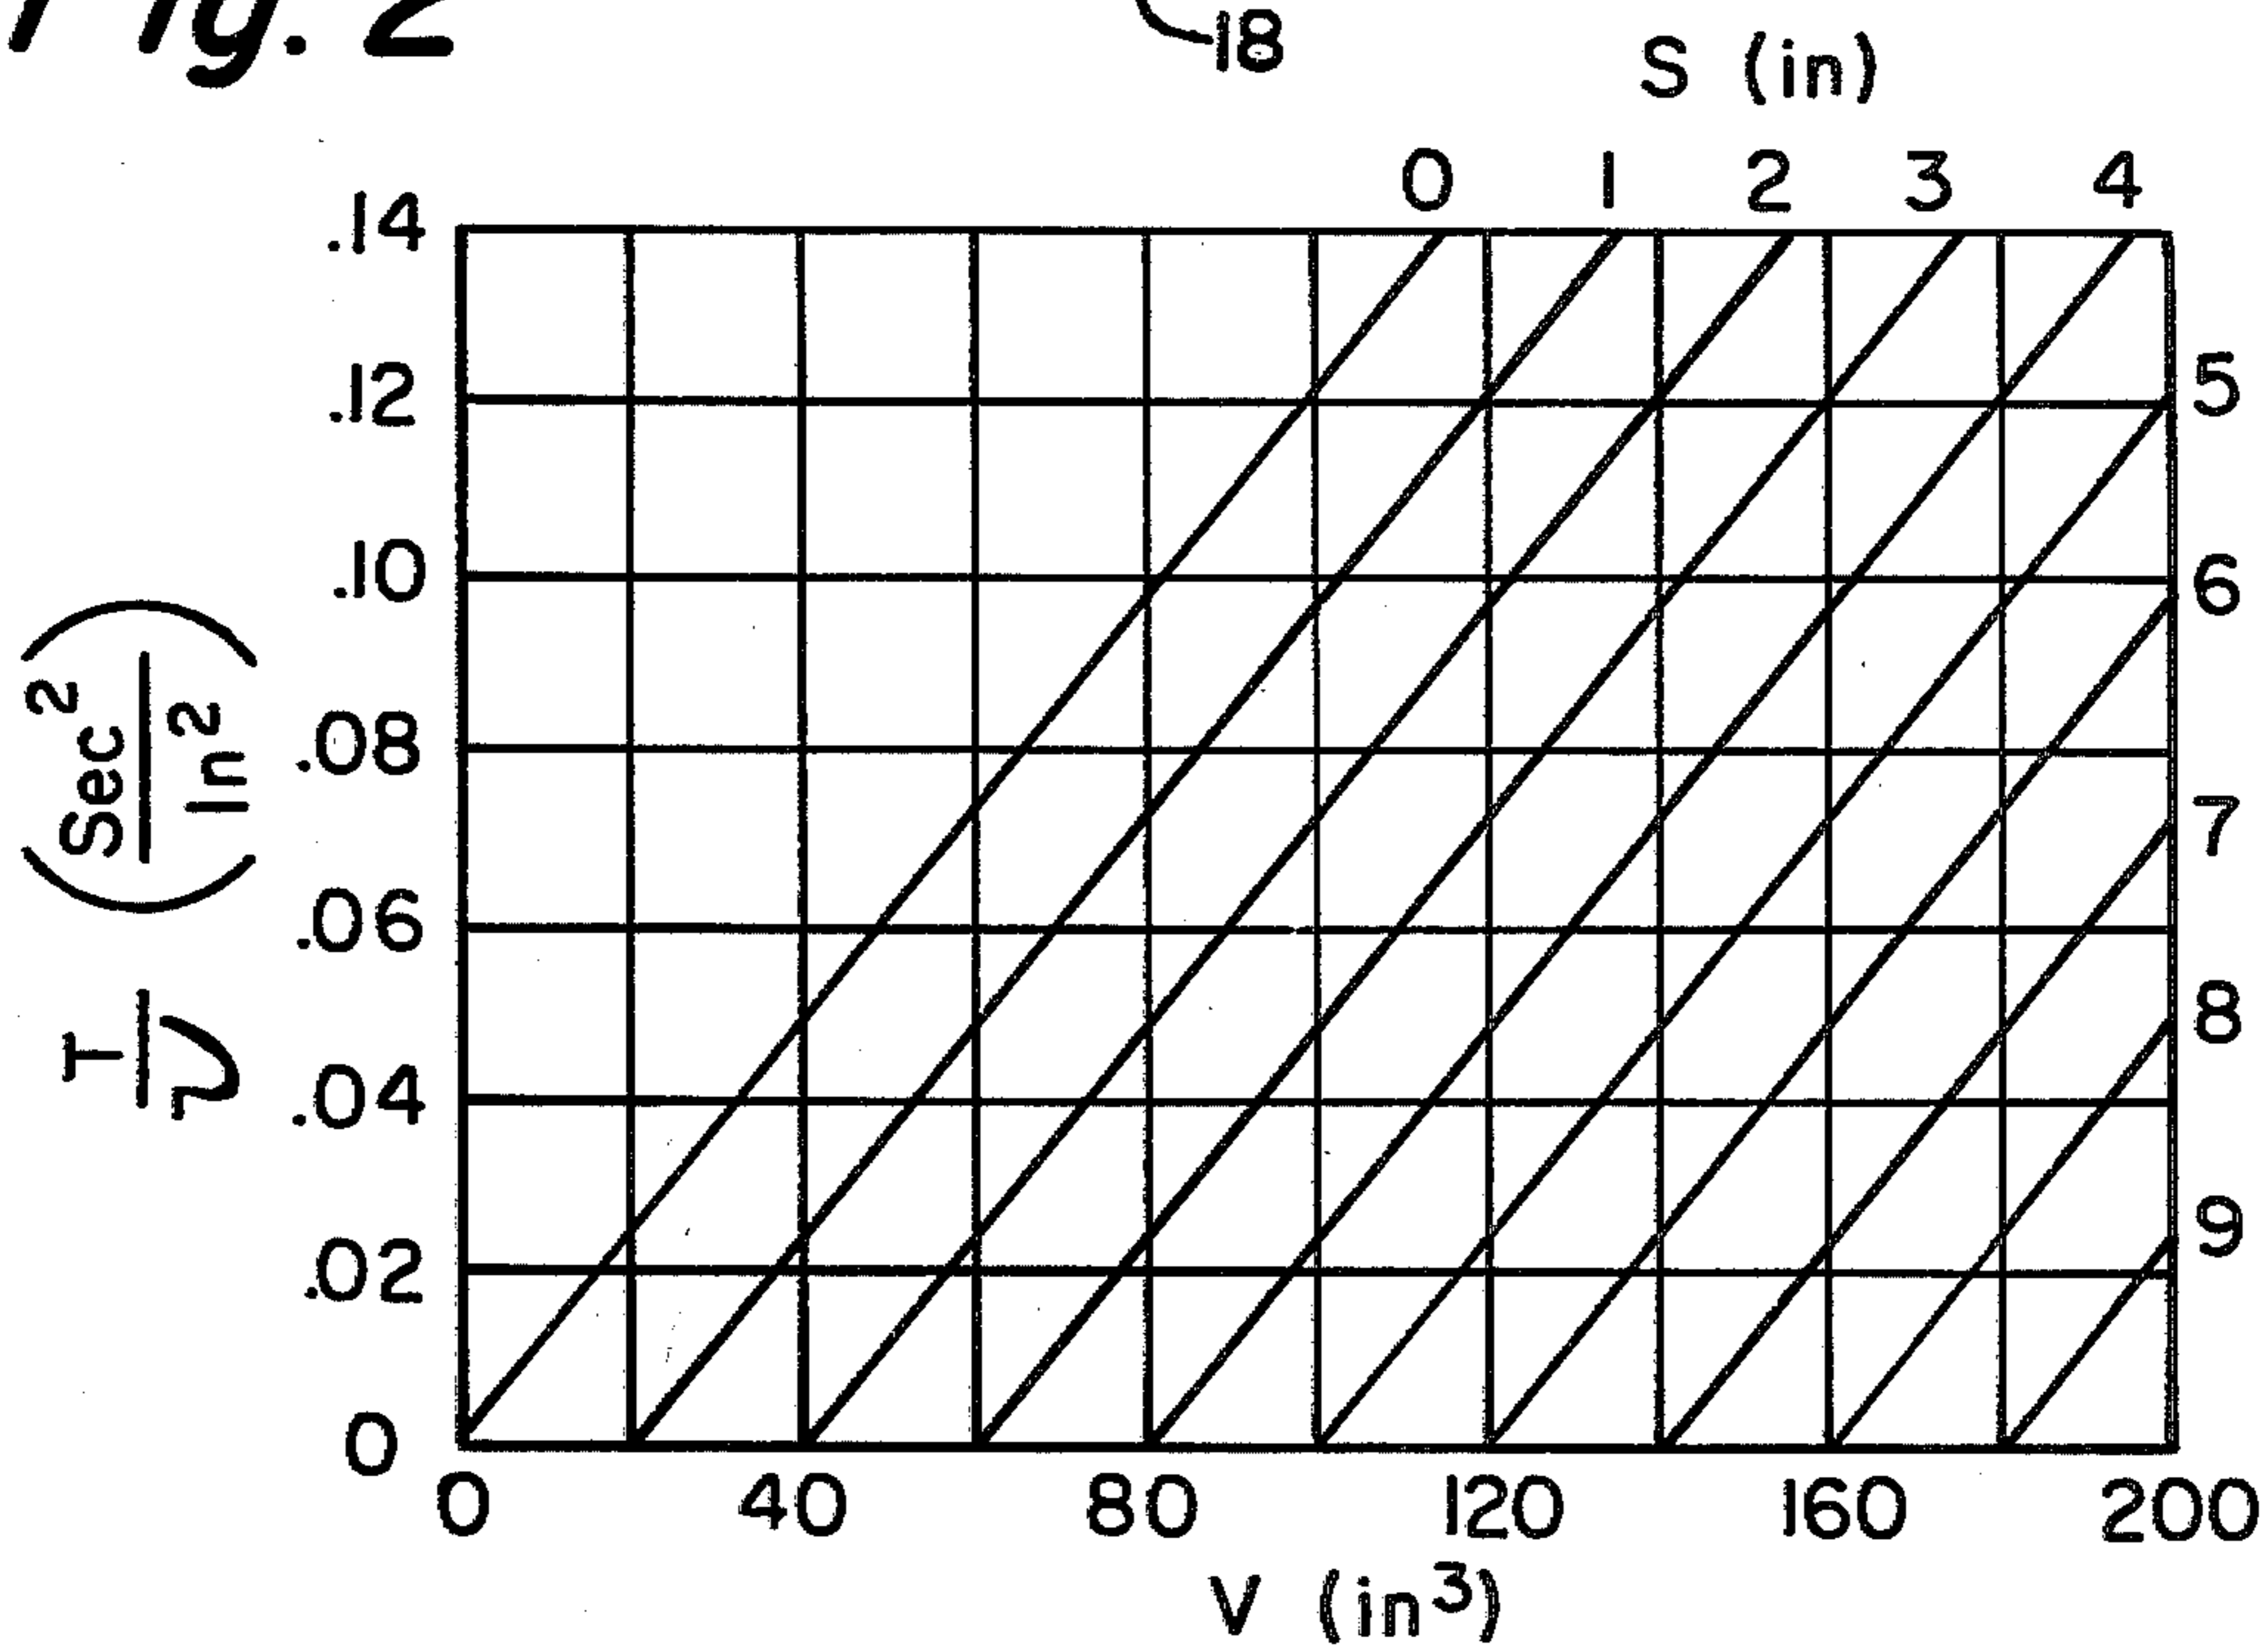 Fig. 2
18
S (in)
0 1 2 3 4
.14
.12
.10
.08
.06
.04
.02
0
5
6
7
8
9
T/ν (Sec²/In²)
0 40 80 120 160 200
V (in³)